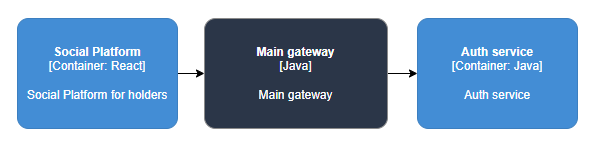 Social Platform
[Container: React]
Social Platform for holders
Main gateway
[Java]
Main gateway
Auth service
[Container: Java]
Auth service